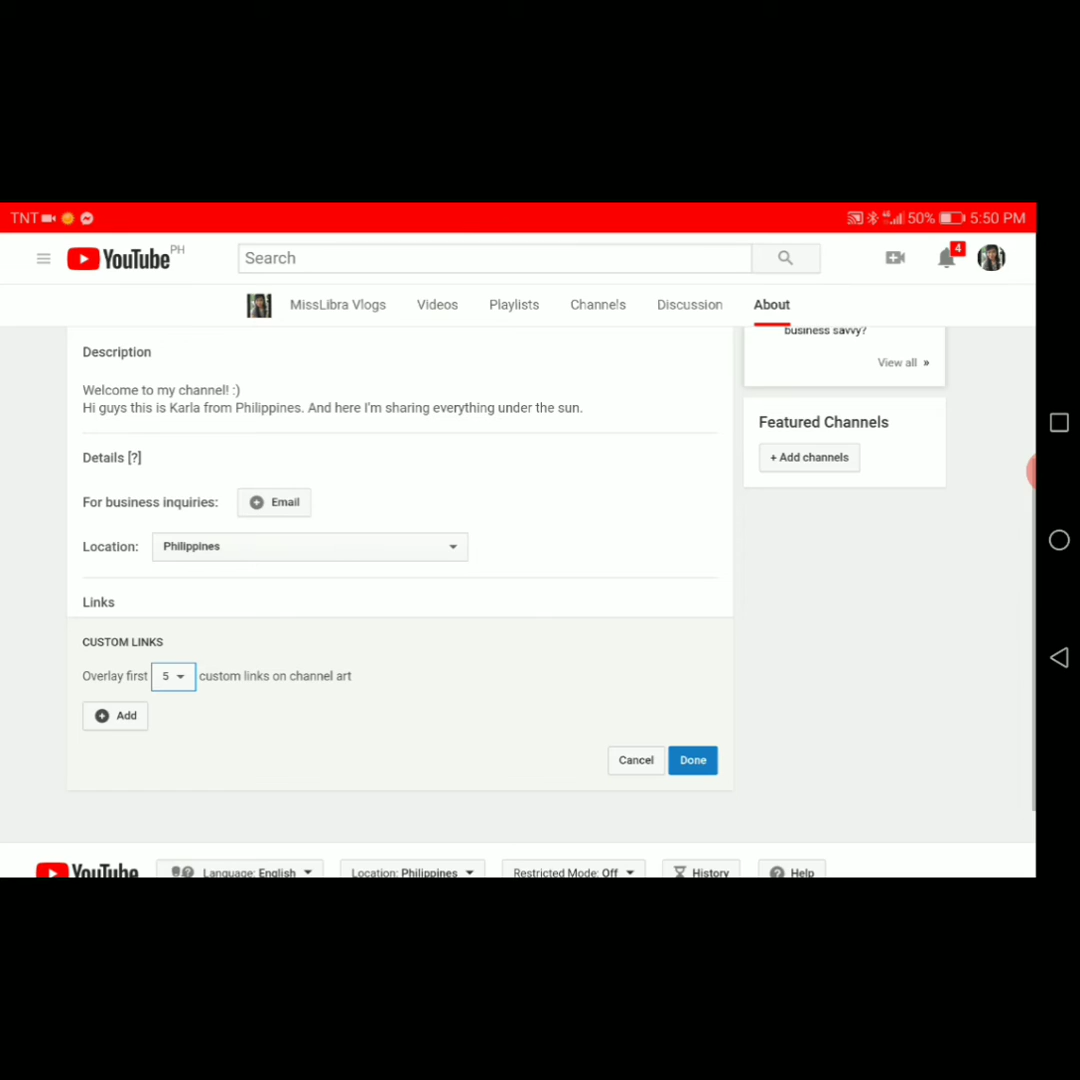 TNT 50% 5:50 PM
YouTube PH Search 4
MissLibra Vlogs Videos Playlists Channels Discussion About
business savvy?
View all »
Description
Welcome to my channel! :)
Hi guys this is Karla from Philippines. And here I'm sharing everything under the sun.
Featured Channels
+ Add channels
Details [?]
For business inquiries: Email
Location: Philippines
Links
CUSTOM LINKS
Overlay first 5 custom links on channel art
Add
Cancel Done
YouTube Language: English Location: Philippines Restricted Mode: Off History Help